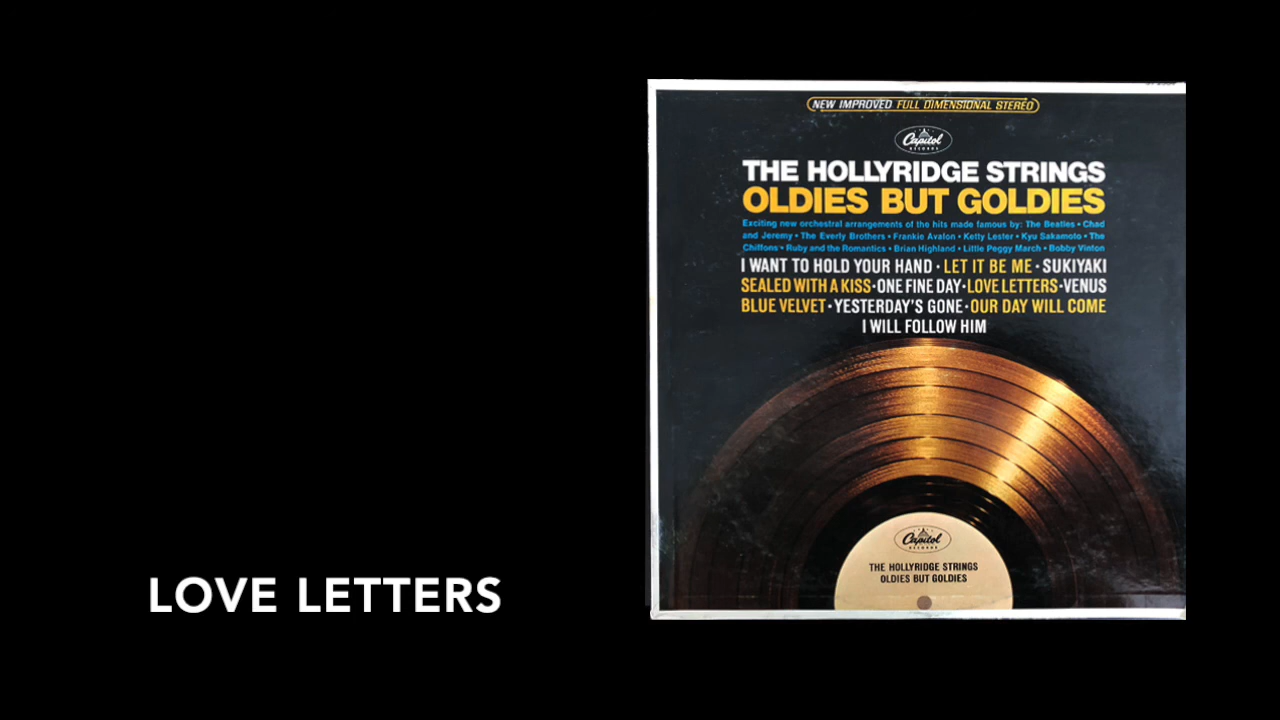 NEW IMPROVED FULL DIMENSIONAL STEREO
Capitol
RECORDS
THE HOLLYRIDGE STRINGS
OLDIES BUT GOLDIES
Exciting new orchestral arrangements of the hits made famous by: The Beatles • Chad
and Jeremy • The Everly Brothers • Frankie Avalon • Ketty Lester • Kyu Sakamoto • The
Chiffons • Ruby and the Romantics • Brian Highland • Little Peggy March • Bobby Vinton
I WANT TO HOLD YOUR HAND · LET IT BE ME · SUKIYAKI
SEALED WITH A KISS · ONE FINE DAY · LOVE LETTERS · VENUS
BLUE VELVET · YESTERDAY'S GONE · OUR DAY WILL COME
I WILL FOLLOW HIM
Capitol
RECORDS
THE HOLLYRIDGE STRINGS
OLDIES BUT GOLDIES
LOVE LETTERS